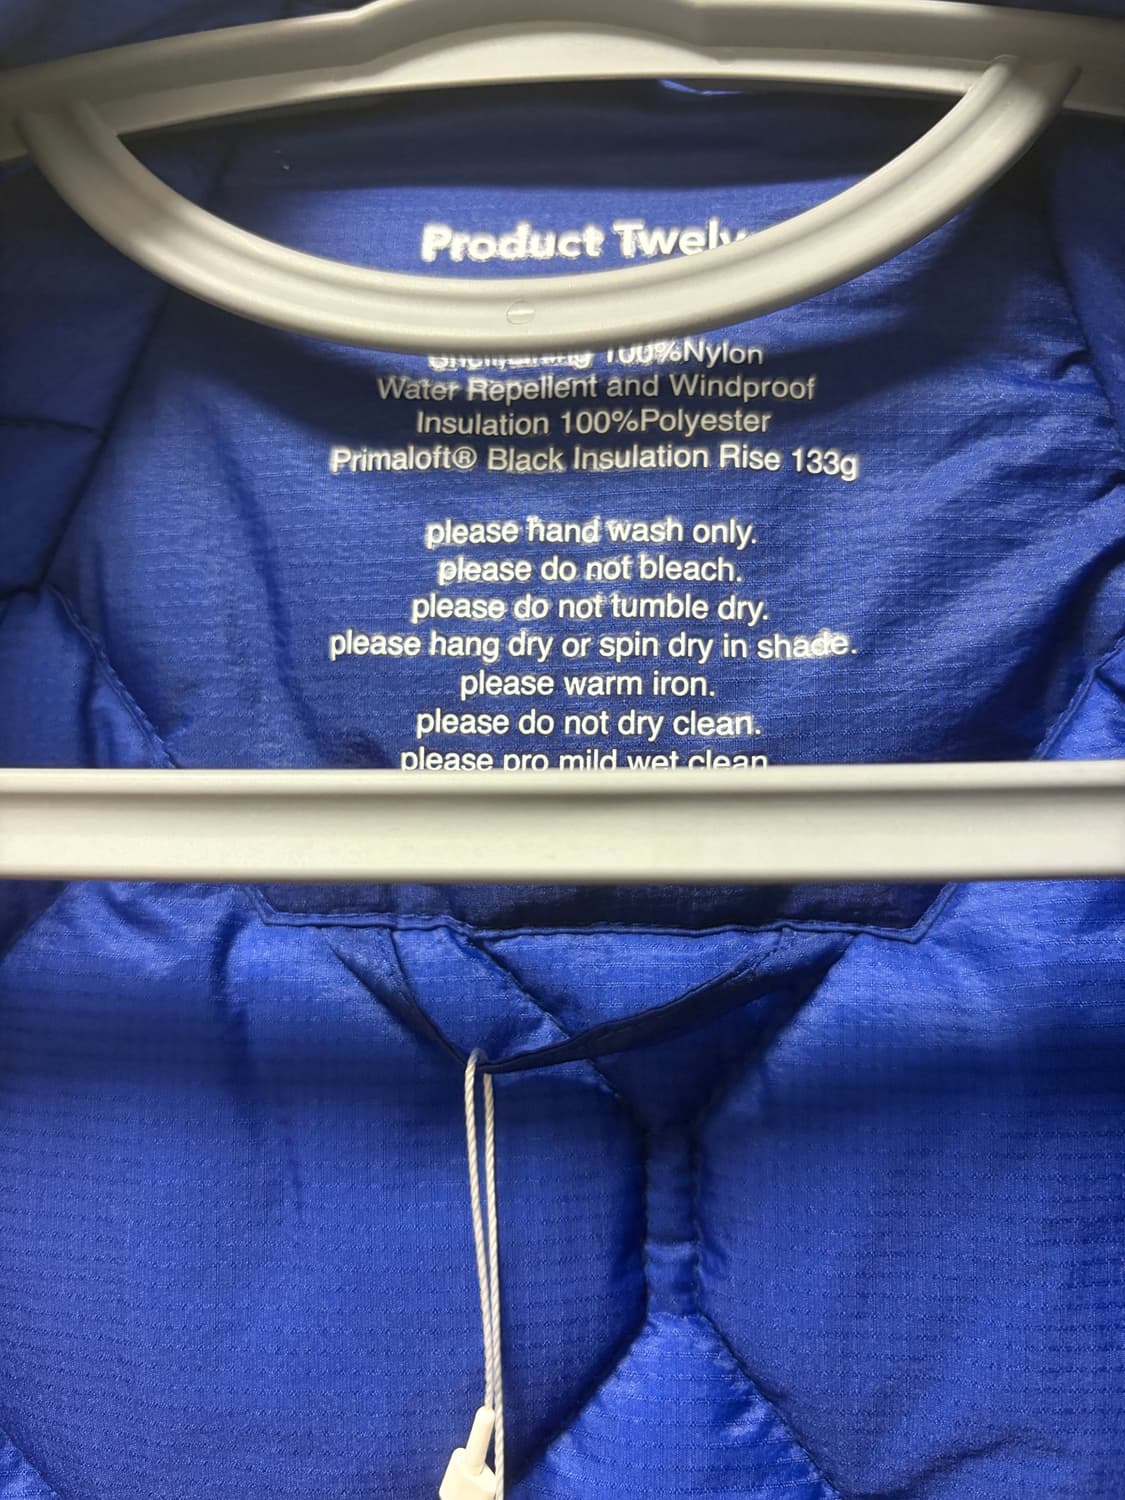 Product
100%Nylon
Water Repellent and Windproof
Insulation 100%Polyester
Primaloft® Black Insulation Rise 133g
please hand wash only.
please do not bleach.
please do not tumble dry.
please hang dry or spin dry in shade.
please warm iron.
please do not dry clean.
please pro mild wet clean